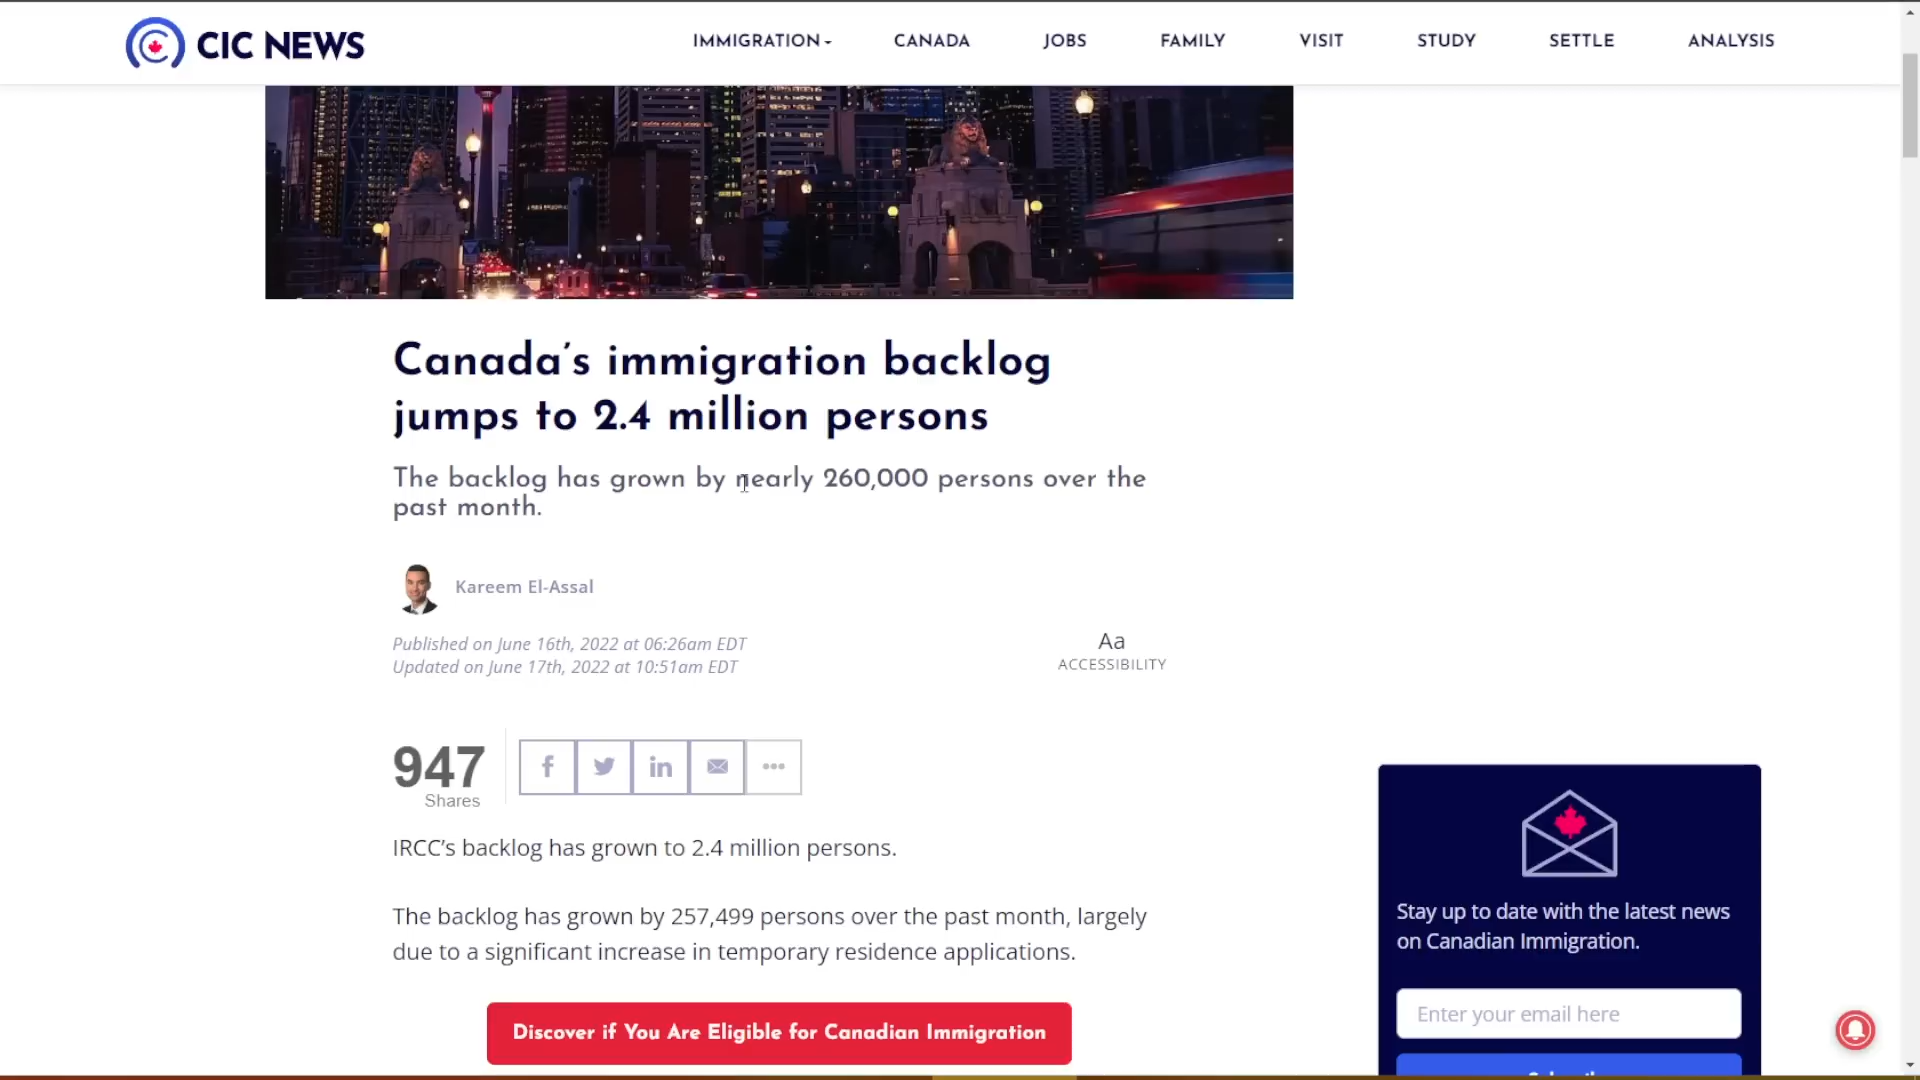 CIC NEWS
IMMIGRATION
CANADA
JOBS
FAMILY
VISIT
STUDY
SETTLE
ANALYSIS
Canada's immigration backlog
jumps to 2.4 million persons
The backlog has grown by nearly 260,000 persons over the
past month.
Kareem El-Assal
Published on June 16th, 2022 at 06:26am EDT
Updated on June 17th, 2022 at 10:51am EDT
Aa
ACCESSIBILITY
947
Shares
IRCC's backlog has grown to 2.4 million persons.
The backlog has grown by 257,499 persons over the past month, largely
due to a significant increase in temporary residence applications.
Discover if You Are Eligible for Canadian Immigration
Stay up to date with the latest news
on Canadian Immigration.
Enter your email here